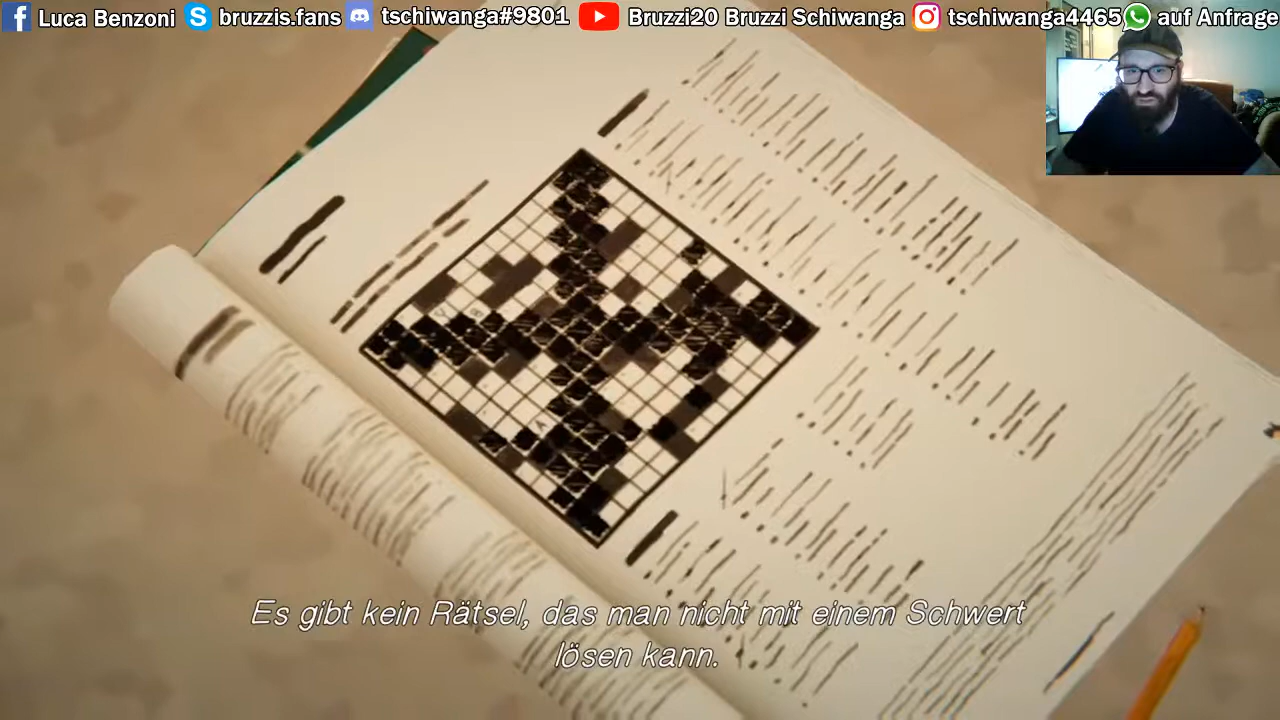 Luca Benzoni bruzzis.fans tschiwanga#9801 Bruzzi20 Bruzzi Schiwanga tschiwanga4465 auf Anfrage
Es gibt kein Rätsel, das man nicht mit einem Schwert
lösen kann.